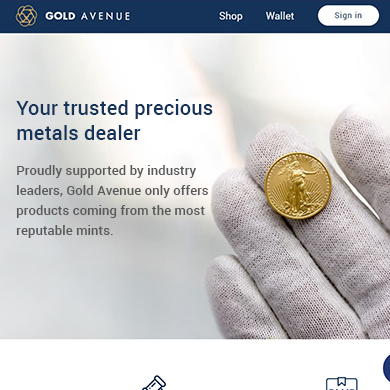 GOLD AVENUE Shop Wallet Sign in
Your trusted precious
metals dealer
Proudly supported by industry
leaders, Gold Avenue only offers
products coming from the most
reputable mints.